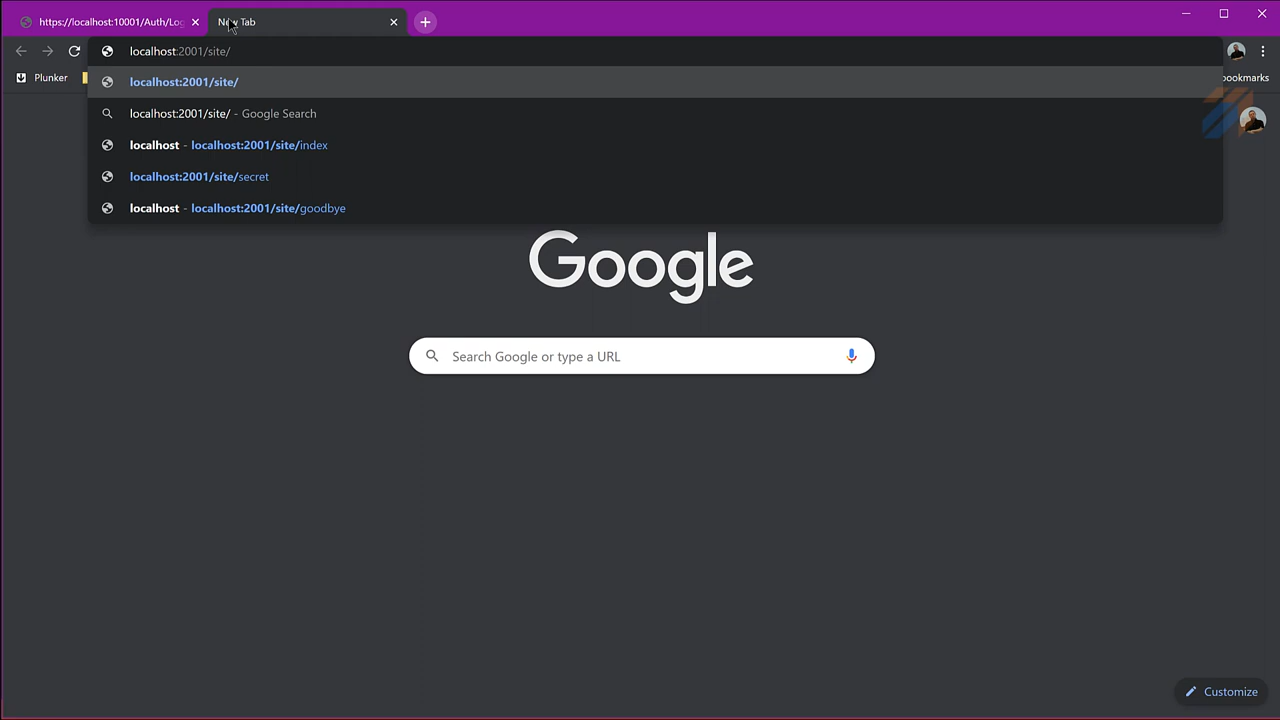 https://localhost:10001/Auth/Log
New Tab
localhost:2001/site/
Plunker
bookmarks
localhost:2001/site/
localhost:2001/site/ - Google Search
localhost - localhost:2001/site/index
localhost:2001/site/secret
localhost - localhost:2001/site/goodbye
Google
Search Google or type a URL
Customize